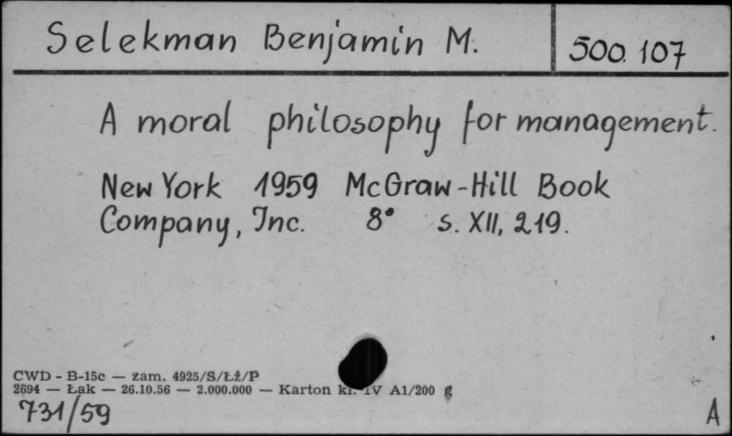 Selekman Benjamin M.
500.107
A moral philosophy for management.
New York 1959 McGraw-Hill Book
Company, Inc. 8° s. XII, 219.
CWD - B-15c — zam. 4925/S/Łż/P
2694 — Łak — 26.10.56 — 2.000.000 — Karton kl. IV A1/200 g
731/59
A